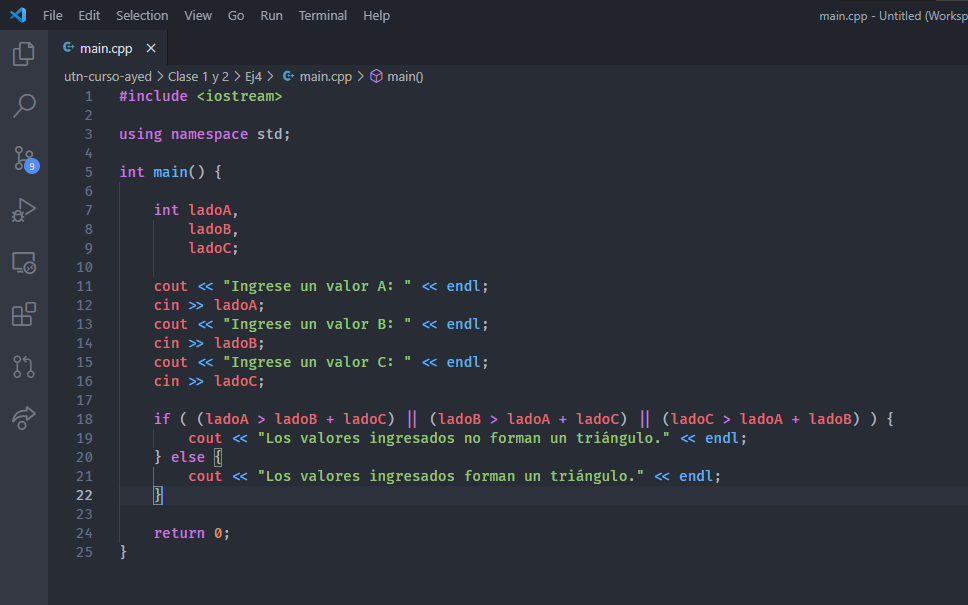 File Edit Selection View Go Run Terminal Help main.cpp - Untitled (Worksp
main.cpp
utn-curso-ayed > Clase 1 y 2 > Ej4 > main.cpp > main()
1 #include <iostream>
2
3 using namespace std;
4
5 int main() {
6
7 int ladoA,
8 ladoB,
9 ladoC;
10
11 cout << "Ingrese un valor A: " << endl;
12 cin >> ladoA;
13 cout << "Ingrese un valor B: " << endl;
14 cin >> ladoB;
15 cout << "Ingrese un valor C: " << endl;
16 cin >> ladoC;
17
18 if ( (ladoA > ladoB + ladoC) || (ladoB > ladoA + ladoC) || (ladoC > ladoA + ladoB) ) {
19 cout << "Los valores ingresados no forman un triángulo." << endl;
20 } else {
21 cout << "Los valores ingresados forman un triángulo." << endl;
22 }
23
24 return 0;
25 }
9